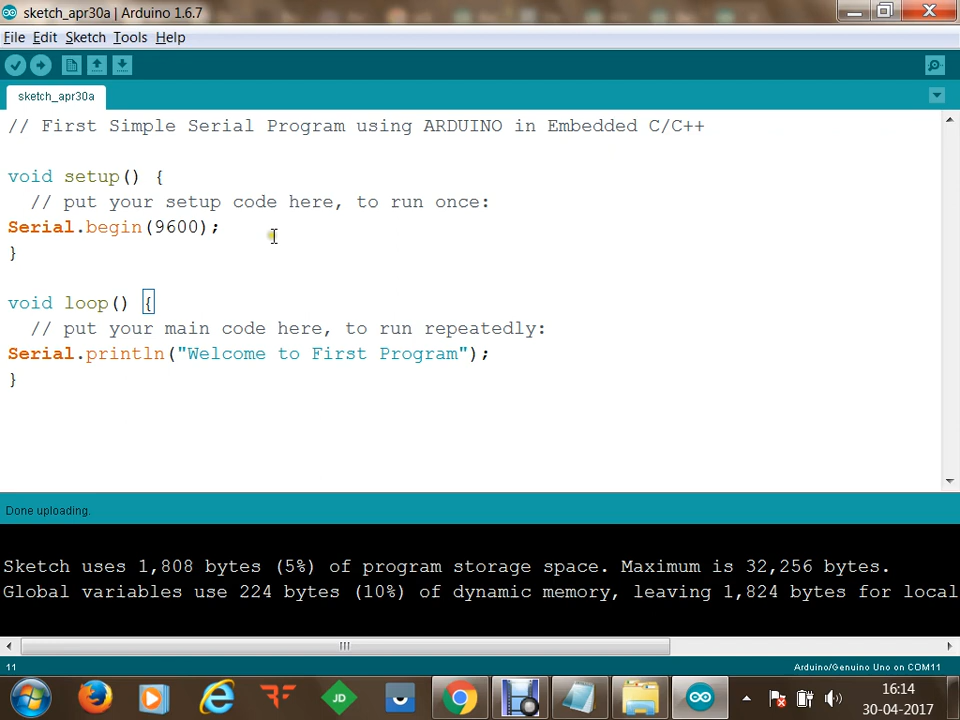 sketch_apr30a | Arduino 1.6.7
File Edit Sketch Tools Help
sketch_apr30a
// First Simple Serial Program using ARDUINO in Embedded C/C++
void setup() {
// put your setup code here, to run once:
Serial.begin(9600);
}
void loop() {
// put your main code here, to run repeatedly:
Serial.println("Welcome to First Program");
}
Done uploading.
Sketch uses 1,808 bytes (5%) of program storage space. Maximum is 32,256 bytes.
Global variables use 224 bytes (10%) of dynamic memory, leaving 1,824 bytes for local
11 Arduino/Genuino Uno on COM11
JD
16:14
30-04-2017